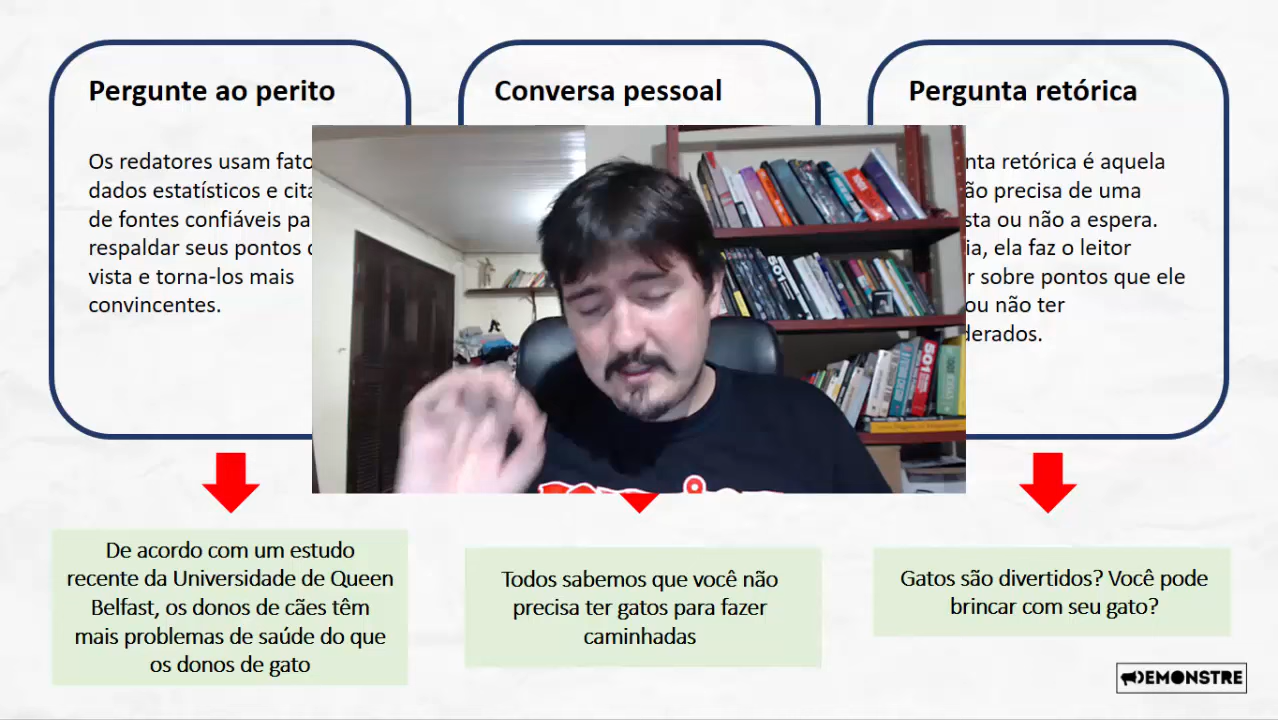 Pergunte ao perito
Os redatores usam fato
dados estatísticos e cita
de fontes confiáveis pa
respaldar seus pontos d
vista e torna-los mais
convincentes.
Conversa pessoal
Pergunta retórica
nta retórica é aquela
ão precisa de uma
sta ou não a espera.
ia, ela faz o leitor
r sobre pontos que ele
ou não ter
derados.
501
501
De acordo com um estudo
recente da Universidade de Queen
Belfast, os donos de cães têm
mais problemas de saúde do que
os donos de gato
Todos sabemos que você não
precisa ter gatos para fazer
caminhadas
Gatos são divertidos? Você pode
brincar com seu gato?
DEMONSTRE